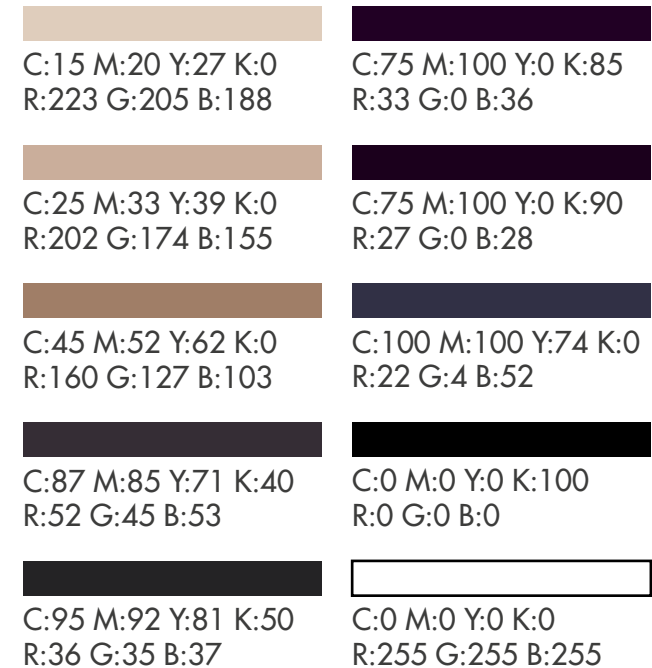 C:15 M:20 Y:27 K:0
R:223 G:205 B:188
C:25 M:33 Y:39 K:0
R:202 G:174 B:155
C:45 M:52 Y:62 K:0
R:160 G:127 B:103
C:87 M:85 Y:71 K:40
R:52 G:45 B:53
C:95 M:92 Y:81 K:50
R:36 G:35 B:37
C:75 M:100 Y:0 K:85
R:33 G:0 B:36
C:75 M:100 Y:0 K:90
R:27 G:0 B:28
C:100 M:100 Y:74 K:0
R:22 G:4 B:52
C:0 M:0 Y:0 K:100
R:0 G:0 B:0
C:0 M:0 Y:0 K:0
R:255 G:255 B:255